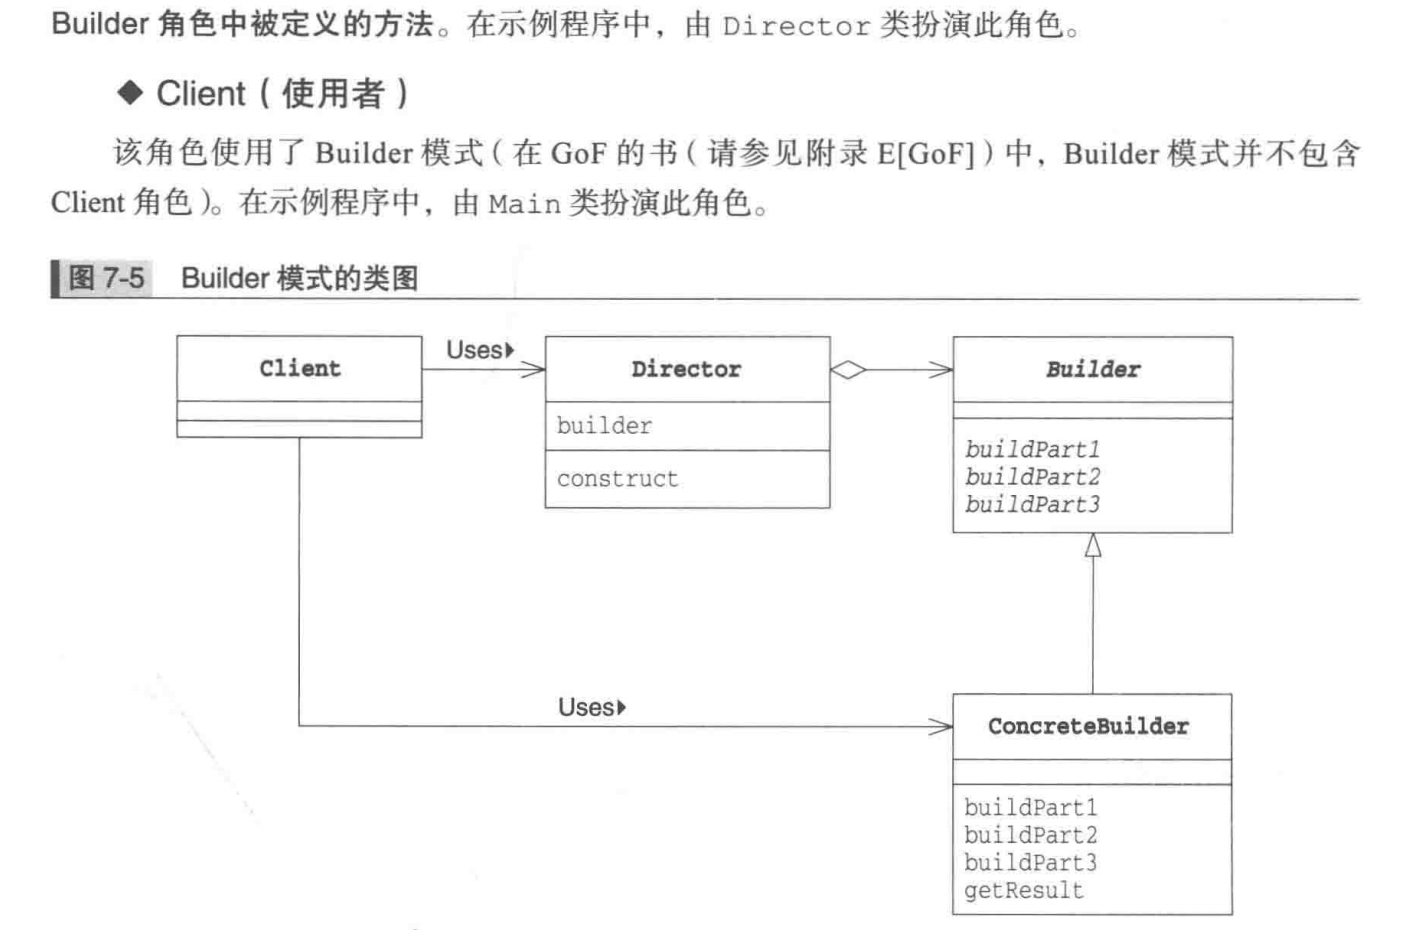 Builder 角色中被定义的方法。在示例程序中，由 Director 类扮演此角色。
◆ Client（使用者）
该角色使用了 Builder 模式（在 GoF 的书（请参见附录 E[GoF]）中，Builder 模式并不包含
Client 角色）。在示例程序中，由 Main 类扮演此角色。
图 7-5 Builder 模式的类图
Client
Uses▶
Director
builder
construct
Builder
buildPart1
buildPart2
buildPart3
Uses▶
ConcreteBuilder
buildPart1
buildPart2
buildPart3
getResult